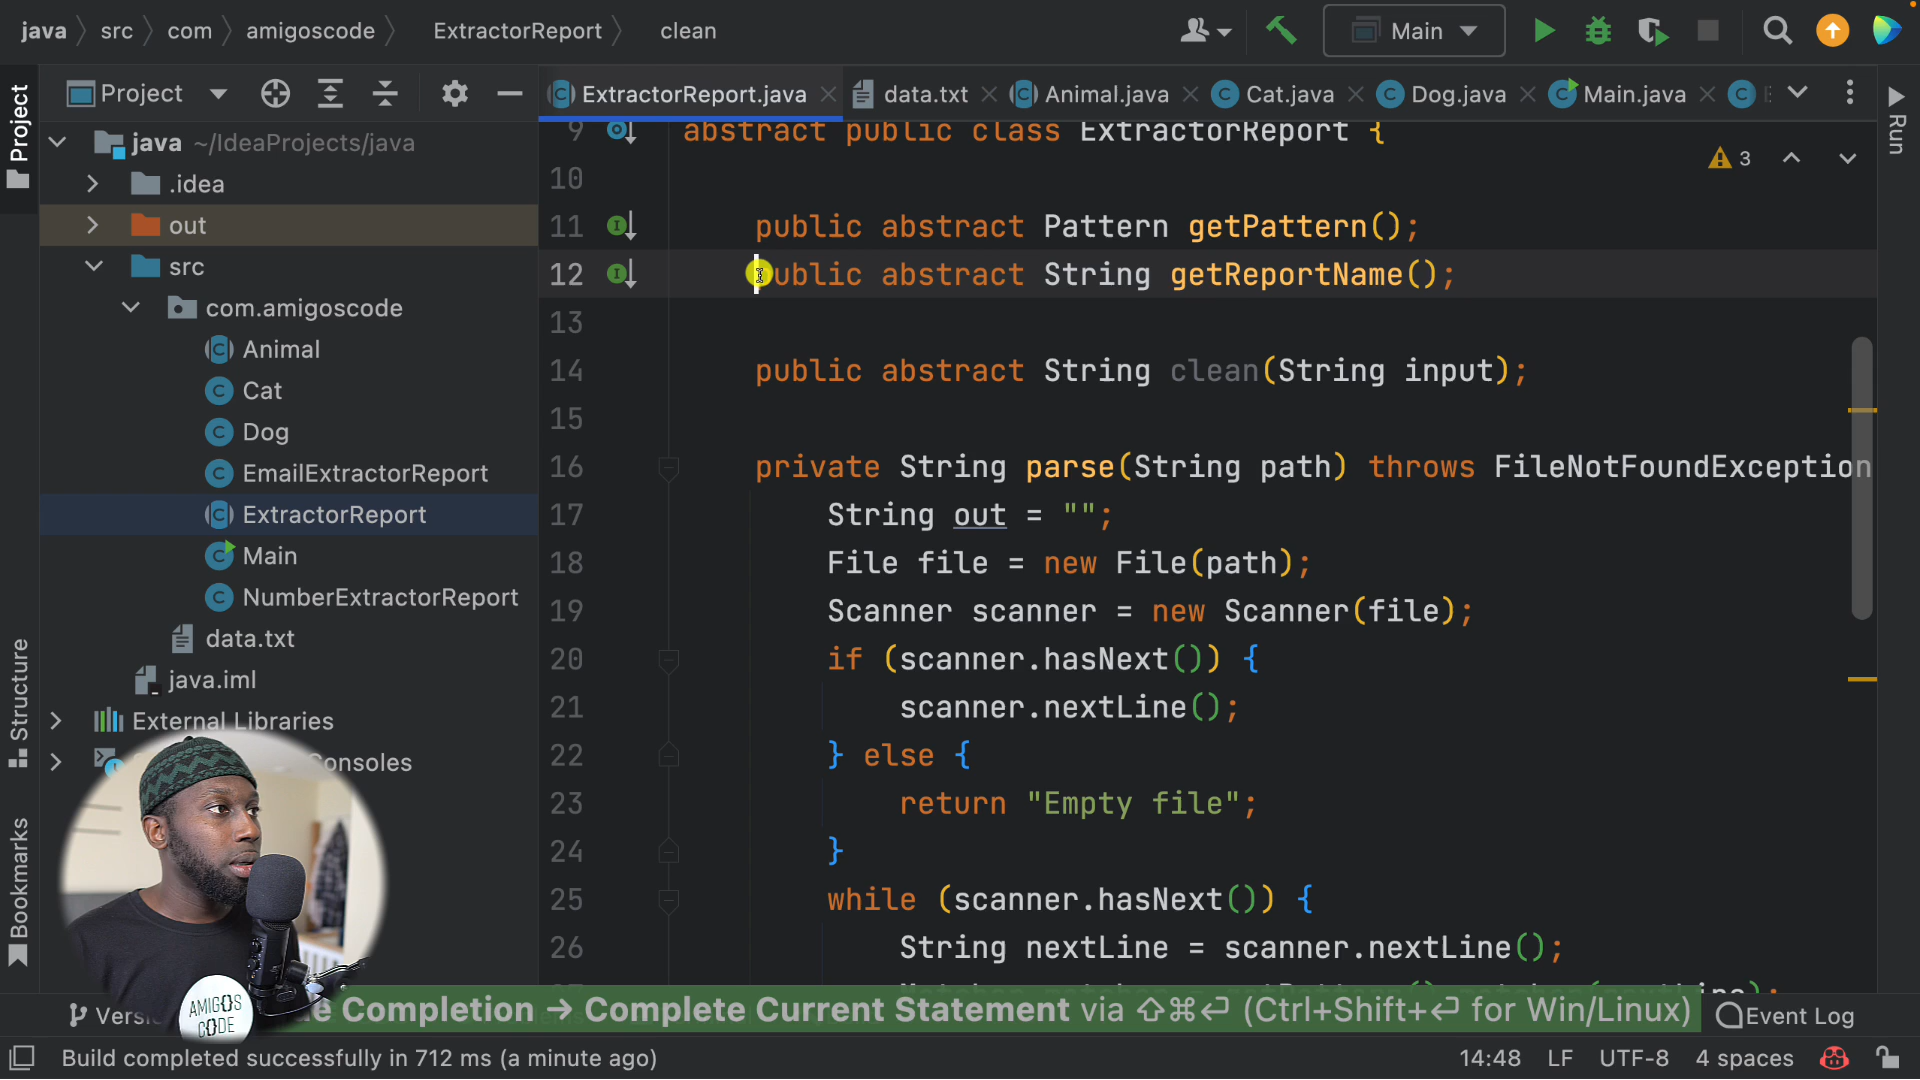 java src com amigoscode ExtractorReport clean
Main
Project
Project
ExtractorReport.java data.txt Animal.java Cat.java Dog.java Main.java
Run
java ~/IdeaProjects/java
.idea
out
src
com.amigoscode
Animal
Cat
Dog
EmailExtractorReport
ExtractorReport
Main
NumberExtractorReport
data.txt
java.iml
External Libraries
Consoles
Structure
Bookmarks
3
9 abstract public class ExtractorReport {
10
11 public abstract Pattern getPattern();
12 public abstract String getReportName();
13
14 public abstract String clean(String input);
15
16 private String parse(String path) throws FileNotFoundException
17 String out = "";
18 File file = new File(path);
19 Scanner scanner = new Scanner(file);
20 if (scanner.hasNext()) {
21 scanner.nextLine();
22 } else {
23 return "Empty file";
24 }
25 while (scanner.hasNext()) {
26 String nextLine = scanner.nextLine();
AMIGOS
C{}DE
Completion → Complete Current Statement via ⇧⌘⏎ (Ctrl+Shift+⏎ for Win/Linux)
Event Log
Build completed successfully in 712 ms (a minute ago)
14:48 LF UTF-8 4 spaces